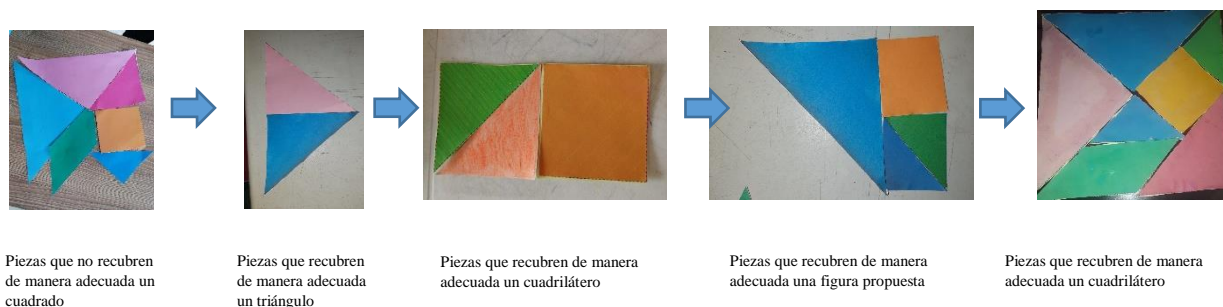 Piezas que no recubren
de manera adecuada un
cuadrado
Piezas que recubren
de manera adecuada
un triángulo
Piezas que recubren de manera
adecuada un cuadrilátero
Piezas que recubren de manera
adecuada una figura propuesta
Piezas que recubren de manera
adecuada un cuadrilátero